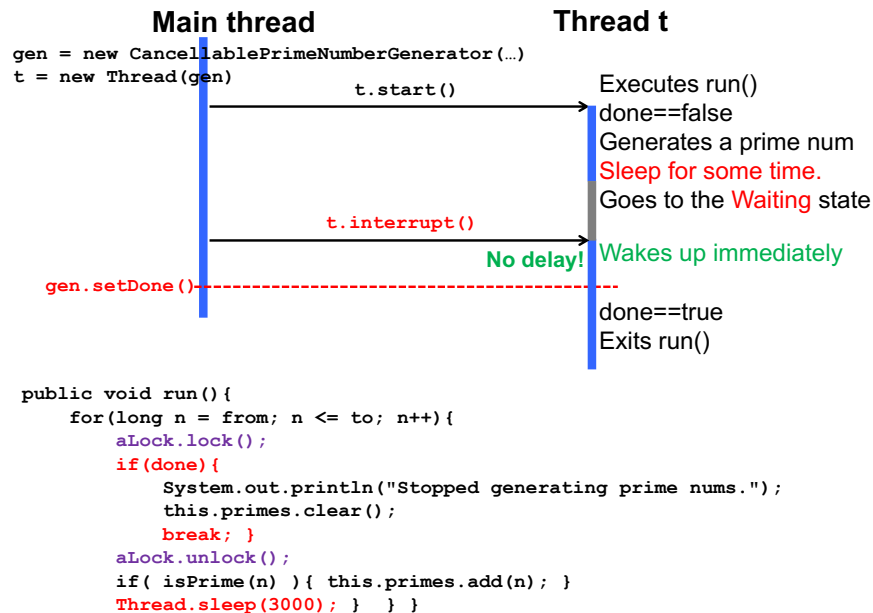 Main thread
Thread t
gen = new CancellablePrimeNumberGenerator(…)
t = new Thread(gen)
t.start()
Executes run()
done==false
Generates a prime num
Sleep for some time.
Goes to the Waiting state
t.interrupt()
No delay!
Wakes up immediately
gen.setDone()
done==true
Exits run()
public void run(){
for(long n = from; n <= to; n++){
aLock.lock();
if(done){
System.out.println("Stopped generating prime nums.");
this.primes.clear();
break; }
aLock.unlock();
if( isPrime(n) ){ this.primes.add(n); }
Thread.sleep(3000); } } }